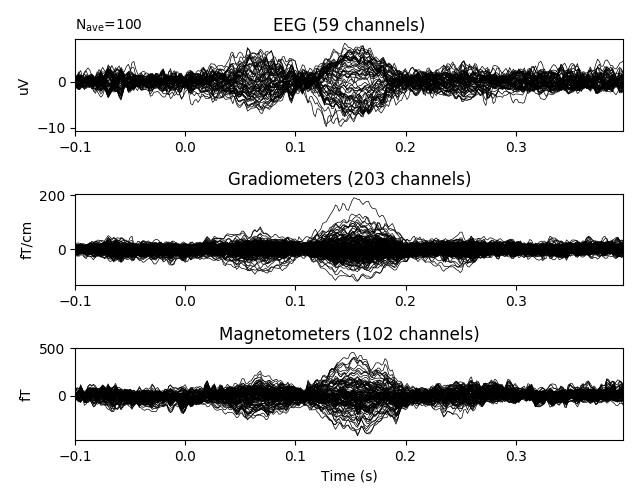 N_ave=100
EEG (59 channels)
uV
0
−10
−0.1 0.0 0.1 0.2 0.3
Gradiometers (203 channels)
fT/cm
200
0
−0.1 0.0 0.1 0.2 0.3
Magnetometers (102 channels)
fT
500
0
−0.1 0.0 0.1 0.2 0.3
Time (s)